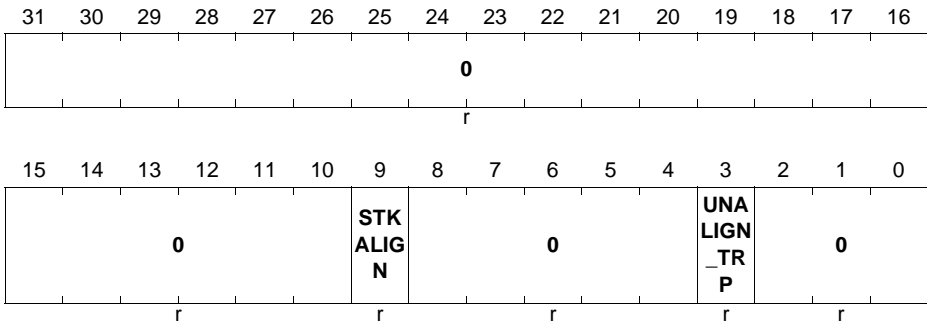 31 30 29 28 27 26 25 24 23 22 21 20 19 18 17 16
0
r
15 14 13 12 11 10 9 8 7 6 5 4 3 2 1 0
0
STK
ALIG
N
0
UNA
LIGN
_TR
P
0
r r r r r